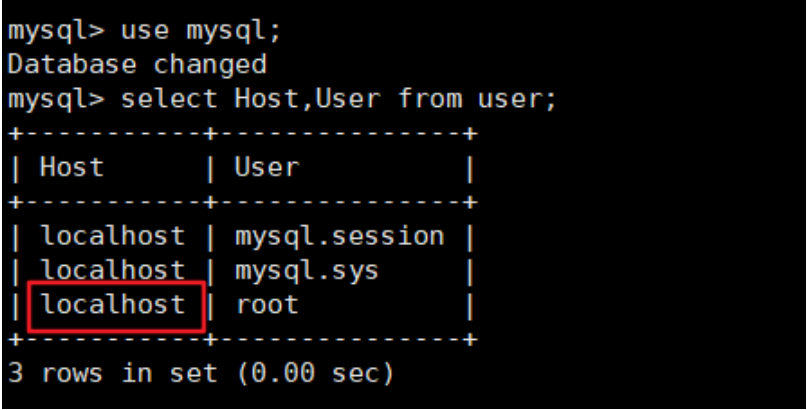 mysql> use mysql;
Database changed
mysql> select Host,User from user;
+-----------+---------------+
| Host      | User          |
+-----------+---------------+
| localhost | mysql.session |
| localhost | mysql.sys     |
| localhost | root          |
+-----------+---------------+
3 rows in set (0.00 sec)